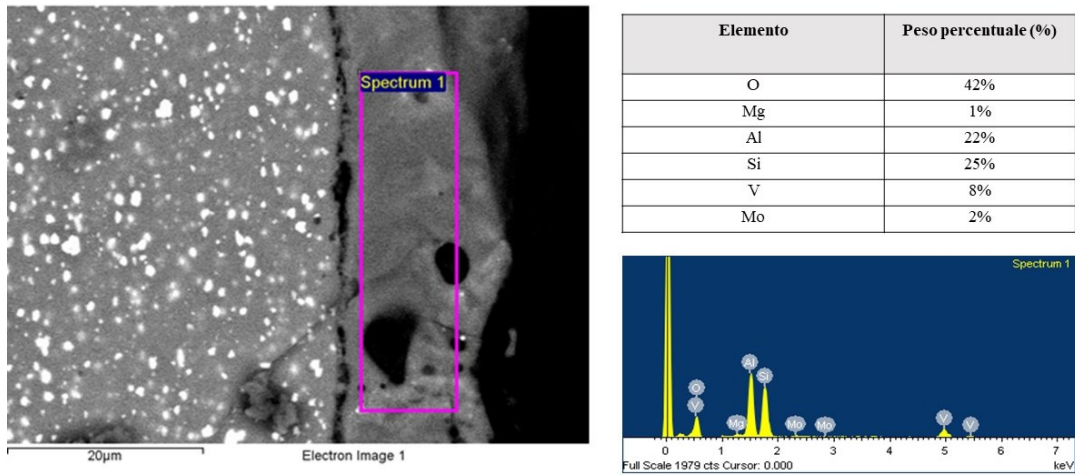 Spectrum 1
20µm
Electron Image 1
Elemento Peso percentuale (%)
O 42%
Mg 1%
Al 22%
Si 25%
V 8%
Mo 2%
Spectrum 1
O
V
Mg
Al
Si
Mo
Mo
V
V
0 1 2 3 4 5 6 7
Full Scale 1979 cts Cursor: 0.000 keV